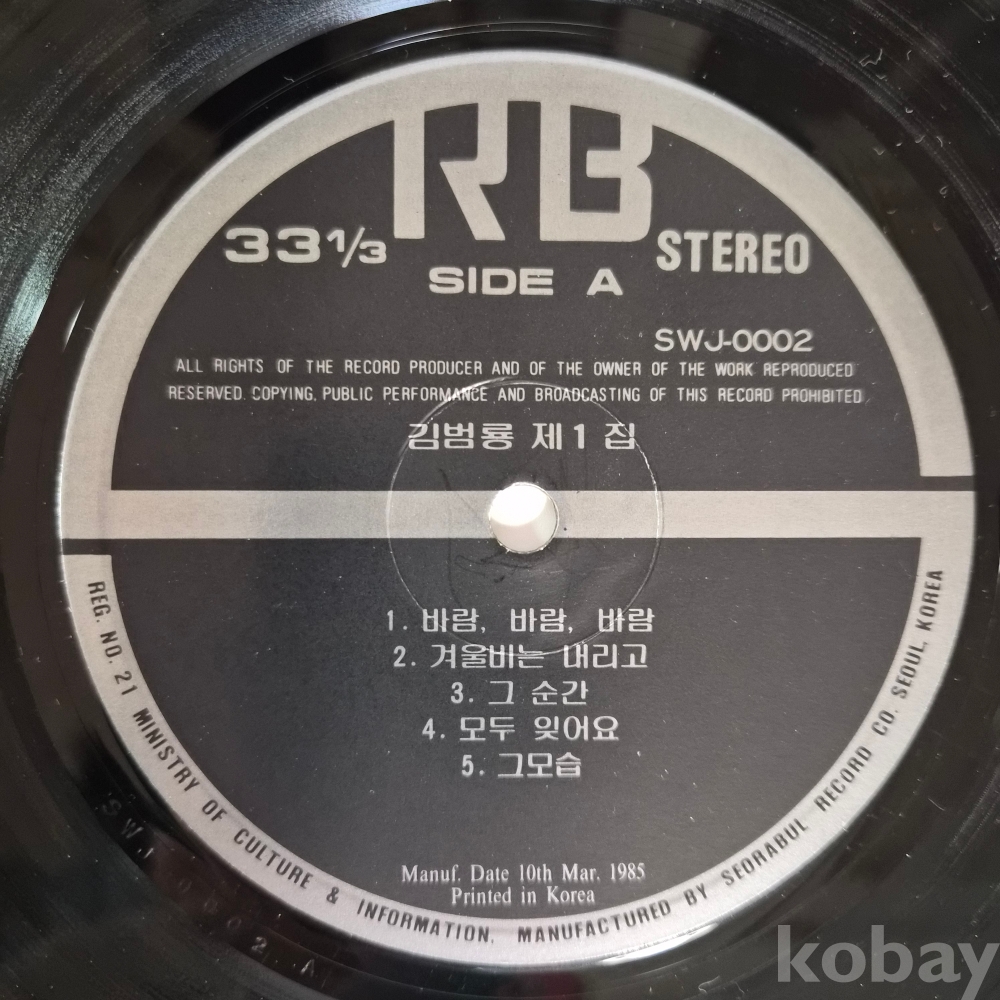 RB
33 1/3
STEREO
SIDE A
SWJ-0002
ALL RIGHTS OF THE RECORD PRODUCER AND OF THE OWNER OF THE WORK REPRODUCED
RESERVED. COPYING, PUBLIC PERFORMANCE AND BROADCASTING OF THIS RECORD PROHIBITED.
김범룡 제1집
1. 바람, 바람, 바람
2. 겨울비는 내리고
3. 그 순간
4. 모두 잊어요
5. 그모습
Manuf. Date 10th Mar. 1985
Printed in Korea
REG. NO. 21 MINISTRY OF CULTURE & INFORMATION, MANUFACTURED BY SEORABUL RECORD CO. SEOUL, KOREA
kobay